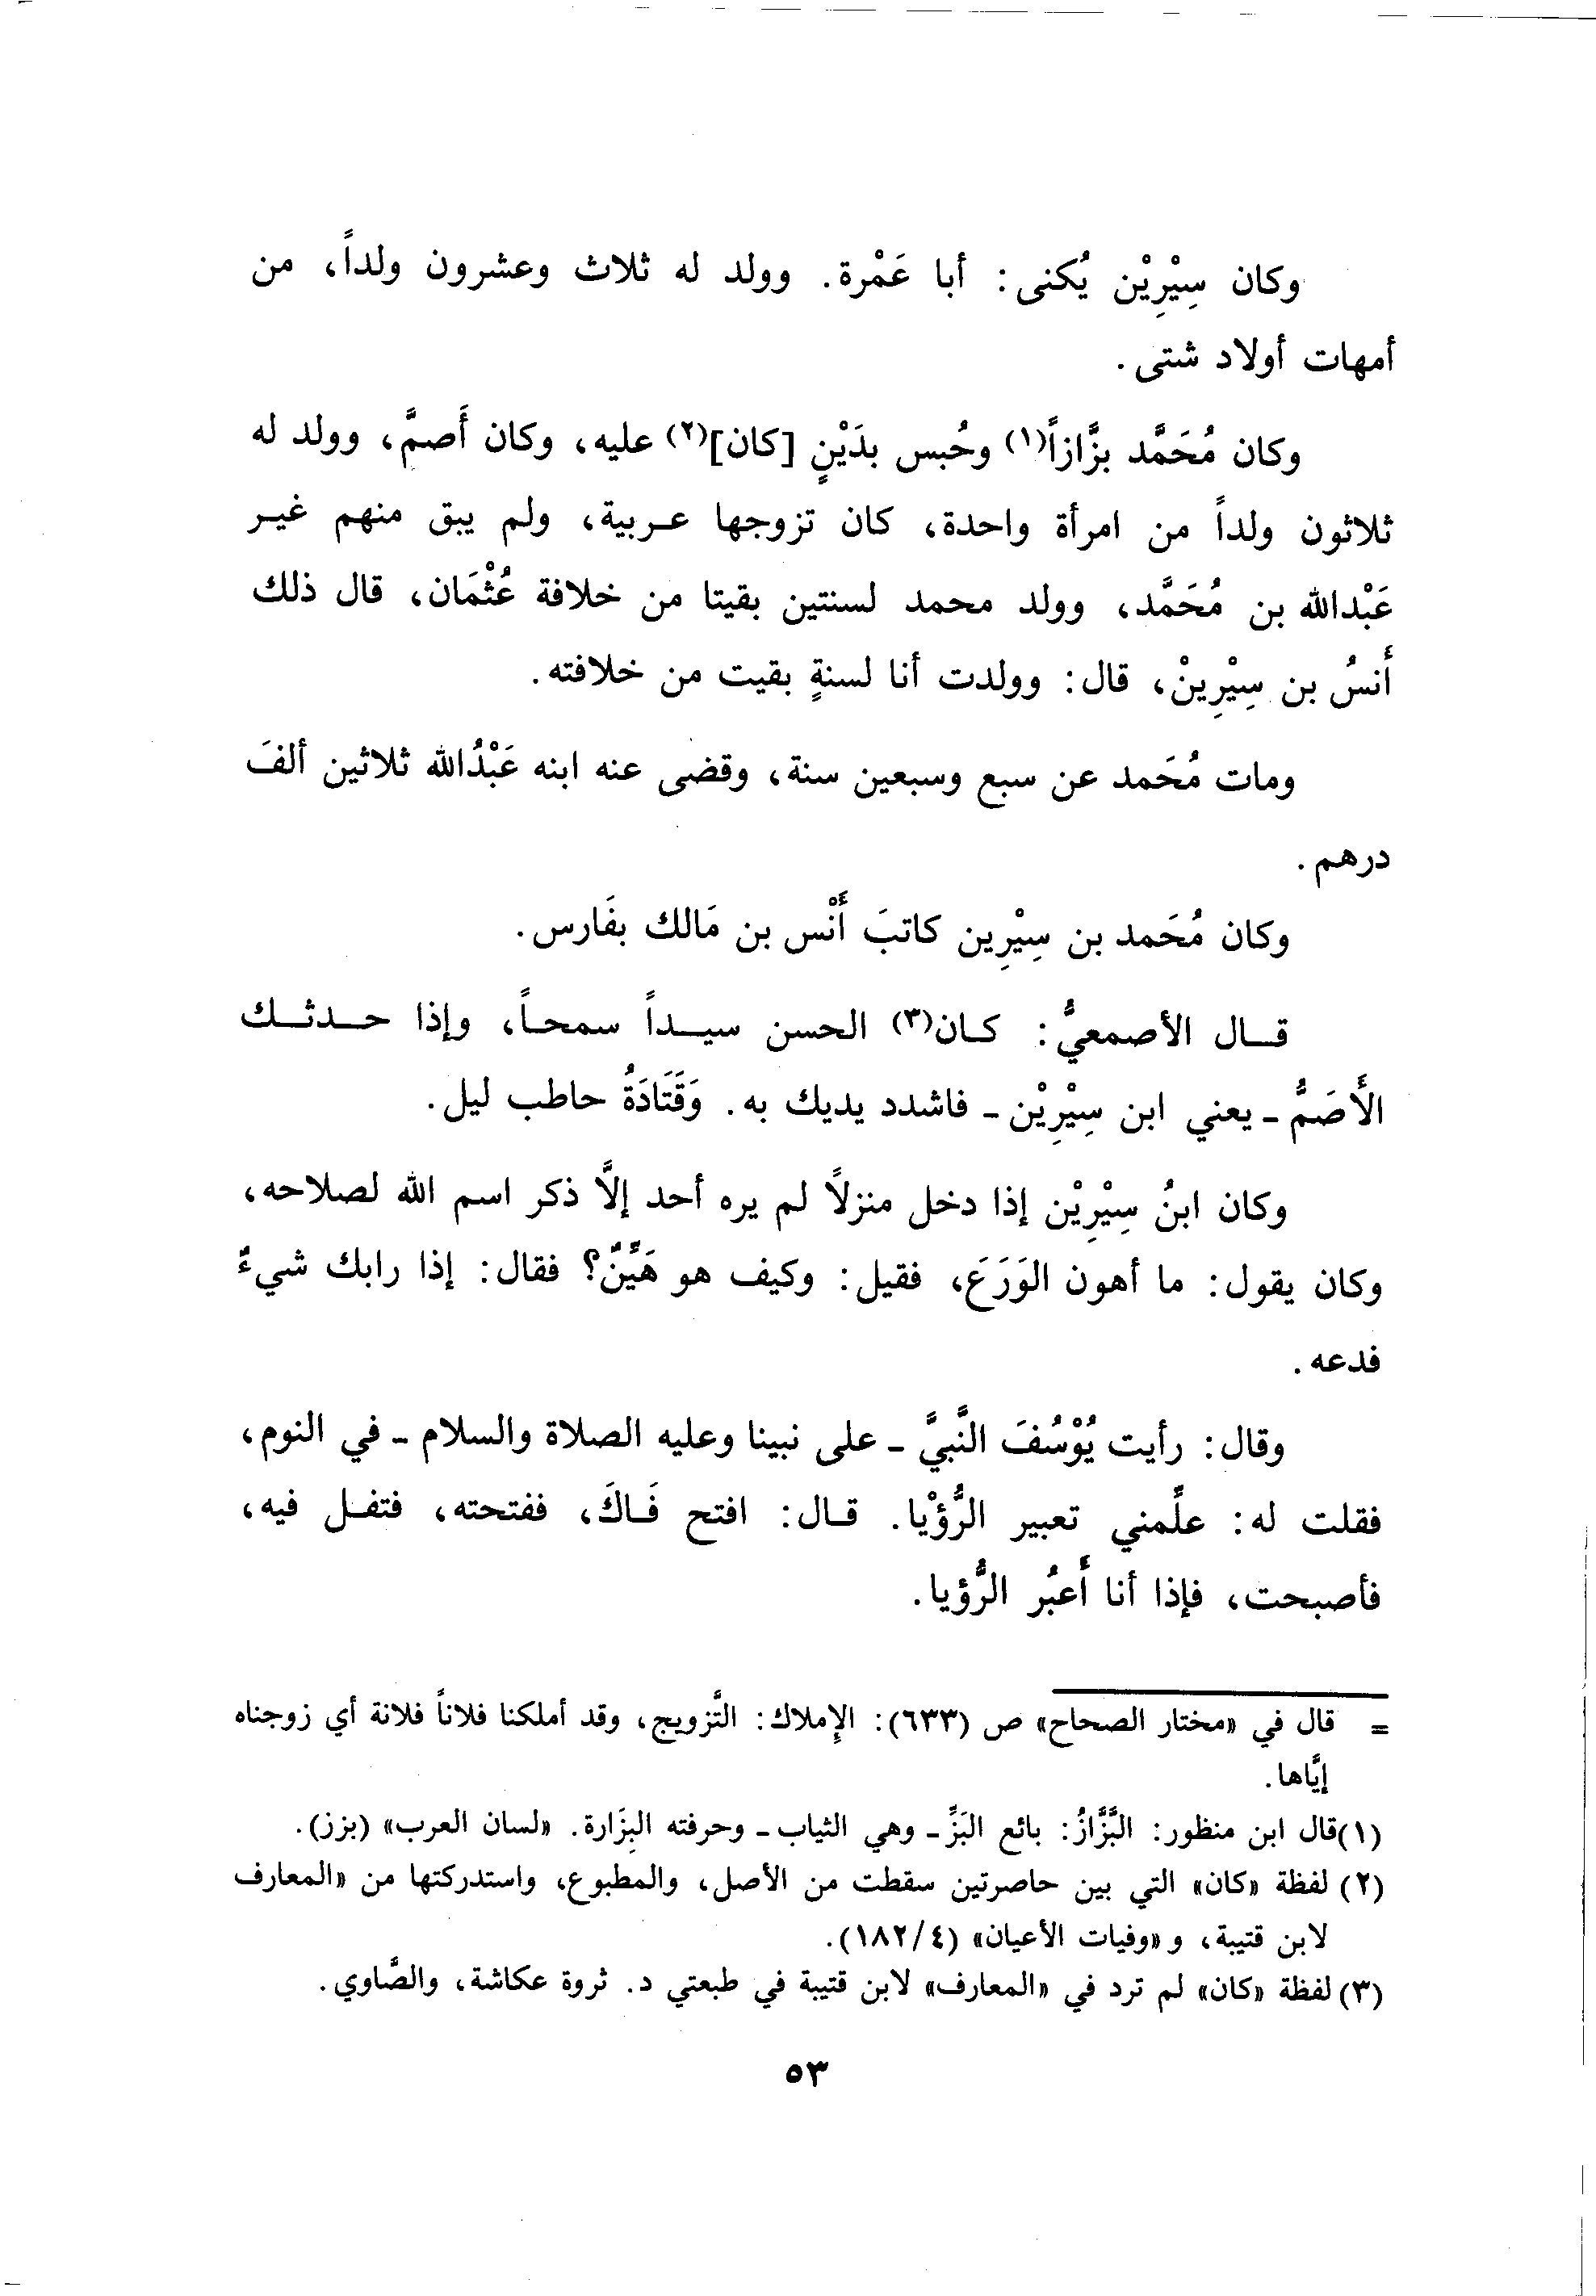 وكان سِيْرِيْن يُكنى: أبا عَمْرة. وولد له ثلاث وعشرون ولداً، من
أمهات أولاد شتى.
وكان مُحَمَّد بزَّازاً(١) وحُبس بدَيْنٍ [كان](٢) عليه، وكان أَصمَّ، وولد له
ثلاثون ولداً من امرأة واحدة، كان تزوجها عربية، ولم يبق منهم غير
عَبْدالله بن مُحَمَّد، وولد محمد لسنتين بقيتا من خلافة عُثْمَان، قال ذلك
أَنسُ بن سِيْرِينْ، قال: وولدت أنا لسنةٍ بقيت من خلافته.
ومات مُحَمد عن سبع وسبعين سنة، وقضى عنه ابنه عَبْدُالله ثلاثين ألفَ
درهم.
وكان مُحَمد بن سِيْرِين كاتبَ أَنْس بن مَالك بفَارس.
قال الأصمعيُّ: كان(٣) الحسن سيداً سمحاً، وإذا حدثك
الأَصَمُّ - يعني ابن سِيْرِيْن - فاشدد يديك به. وَقَتَادَةُ حاطب ليل.
وكان ابنُ سِيْرِيْن إذا دخل منزلاً لم يره أحد إلاَّ ذكر اسم الله لصلاحه،
وكان يقول: ما أهون الوَرَعَ، فقيل: وكيف هو هَيِّنٌ؟ فقال: إذا رابك شيءٌ
فدعه.
وقال: رأيت يُوْسُفَ النَّبيَّ - على نبينا وعليه الصلاة والسلام - في النوم،
فقلت له: علِّمني تعبير الرُّؤْيا. قال: افتح فَاكَ، ففتحته، فتفل فيه،
فأصبحت، فإذا أنا أَعبُر الرُّؤيا.
= قال في «مختار الصحاح» ص (٦٣٣): الإملاك: التَّزويج، وقد أملكنا فلاناً فلانة أي زوجناه
إيَّاها.
(١) قال ابن منظور: البَّزَّازُ: بائع البَزِّ - وهي الثياب - وحرفته البِزَارة. «لسان العرب» (بزز).
(٢) لفظة «كان» التي بين حاصرتين سقطت من الأصل، والمطبوع، واستدركتها من «المعارف
لابن قتيبة، و «وفيات الأعيان» (١٨٢/٤).
(٣) لفظة «كان» لم ترد في «المعارف» لابن قتيبة في طبعتي د. ثروة عكاشة، والصَّاوي.
٥٣